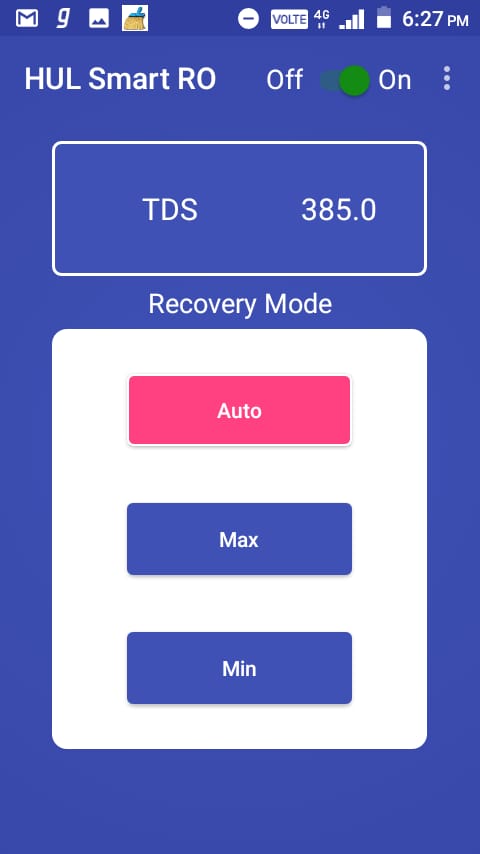 g VOLTE 4G 6:27 PM
HUL Smart RO Off On
TDS 385.0
Recovery Mode
Auto
Max
Min